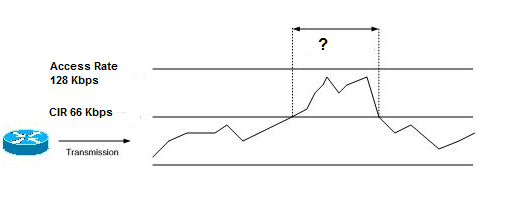 ?
Access Rate
128 Kbps
CIR 66 Kbps
Transmission